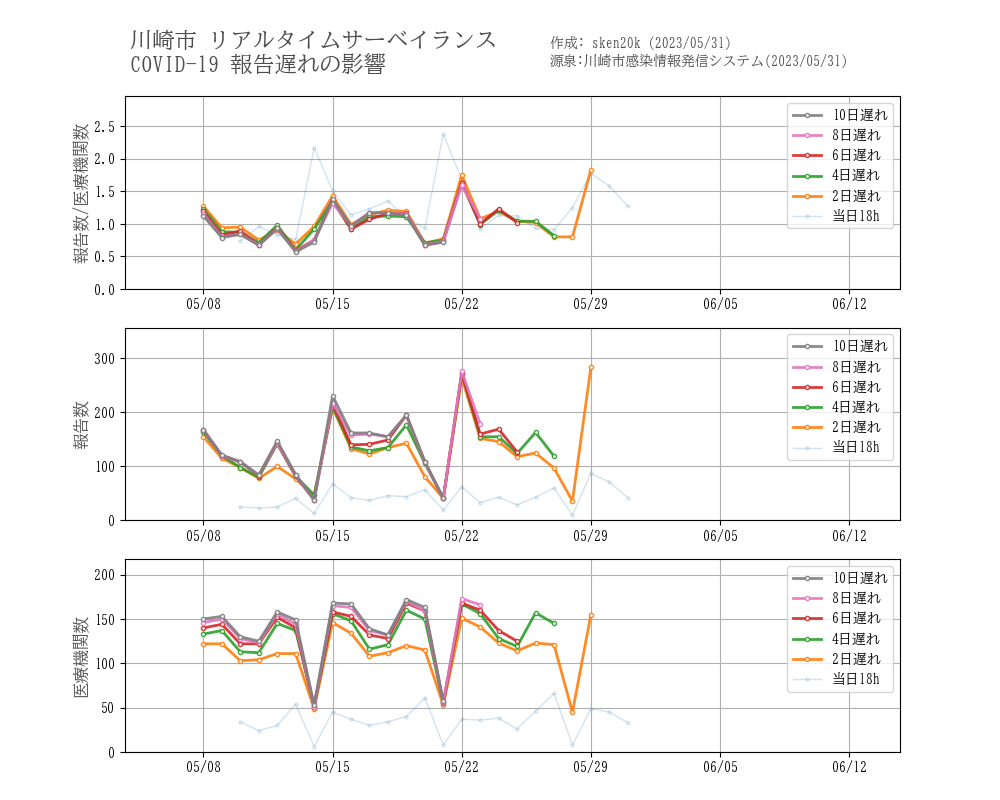 川崎市 リアルタイムサーベイランス
COVID-19 報告遅れの影響
作成: sken20k (2023/05/31)
源泉:川崎市感染情報発信システム(2023/05/31)
報告数/医療機関数
2.5
2.0
1.5
1.0
0.5
0.0
10日遅れ
8日遅れ
6日遅れ
4日遅れ
2日遅れ
当日18h
05/08 05/15 05/22 05/29 06/05 06/12
報告数
300
200
100
0
10日遅れ
8日遅れ
6日遅れ
4日遅れ
2日遅れ
当日18h
05/08 05/15 05/22 05/29 06/05 06/12
医療機関数
200
150
100
50
0
10日遅れ
8日遅れ
6日遅れ
4日遅れ
2日遅れ
当日18h
05/08 05/15 05/22 05/29 06/05 06/12